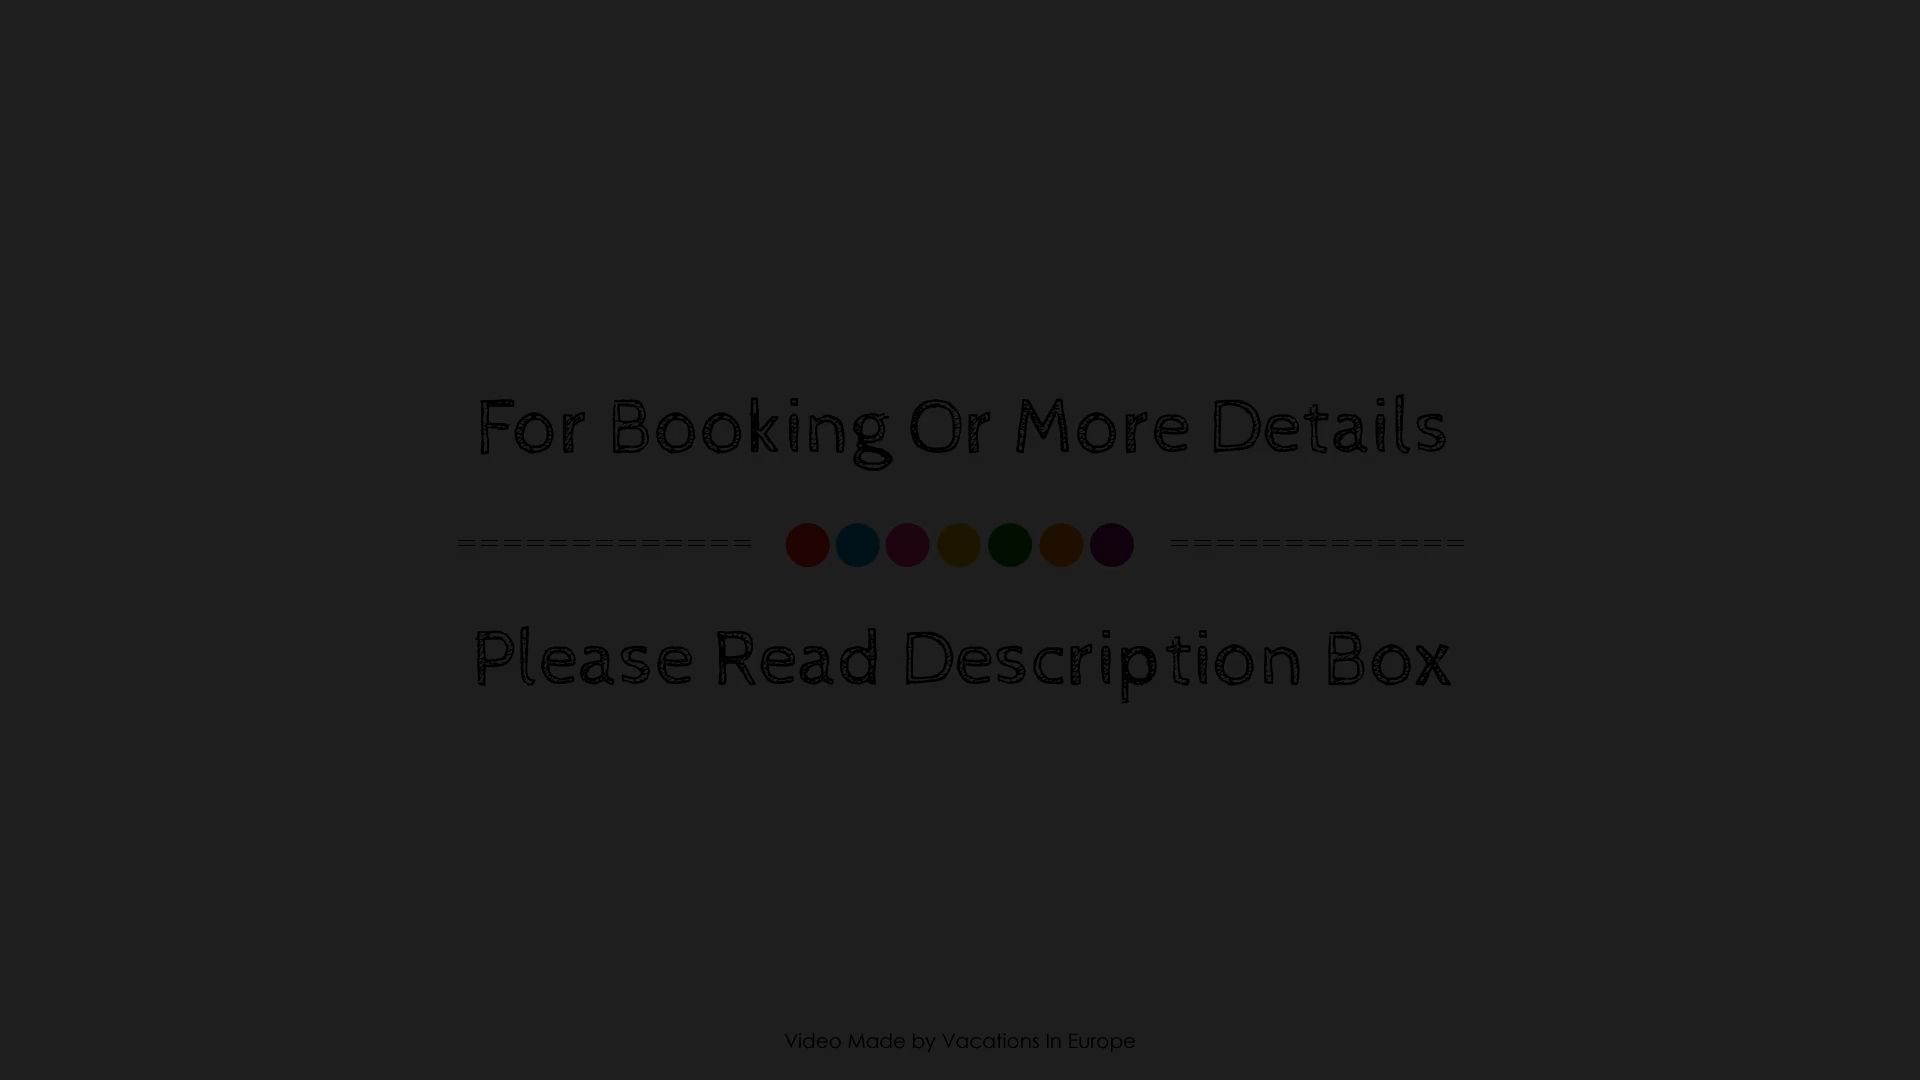 For Booking Or More Details
============= =============
Please Read Description Box
Video Made by Vacations In Europe